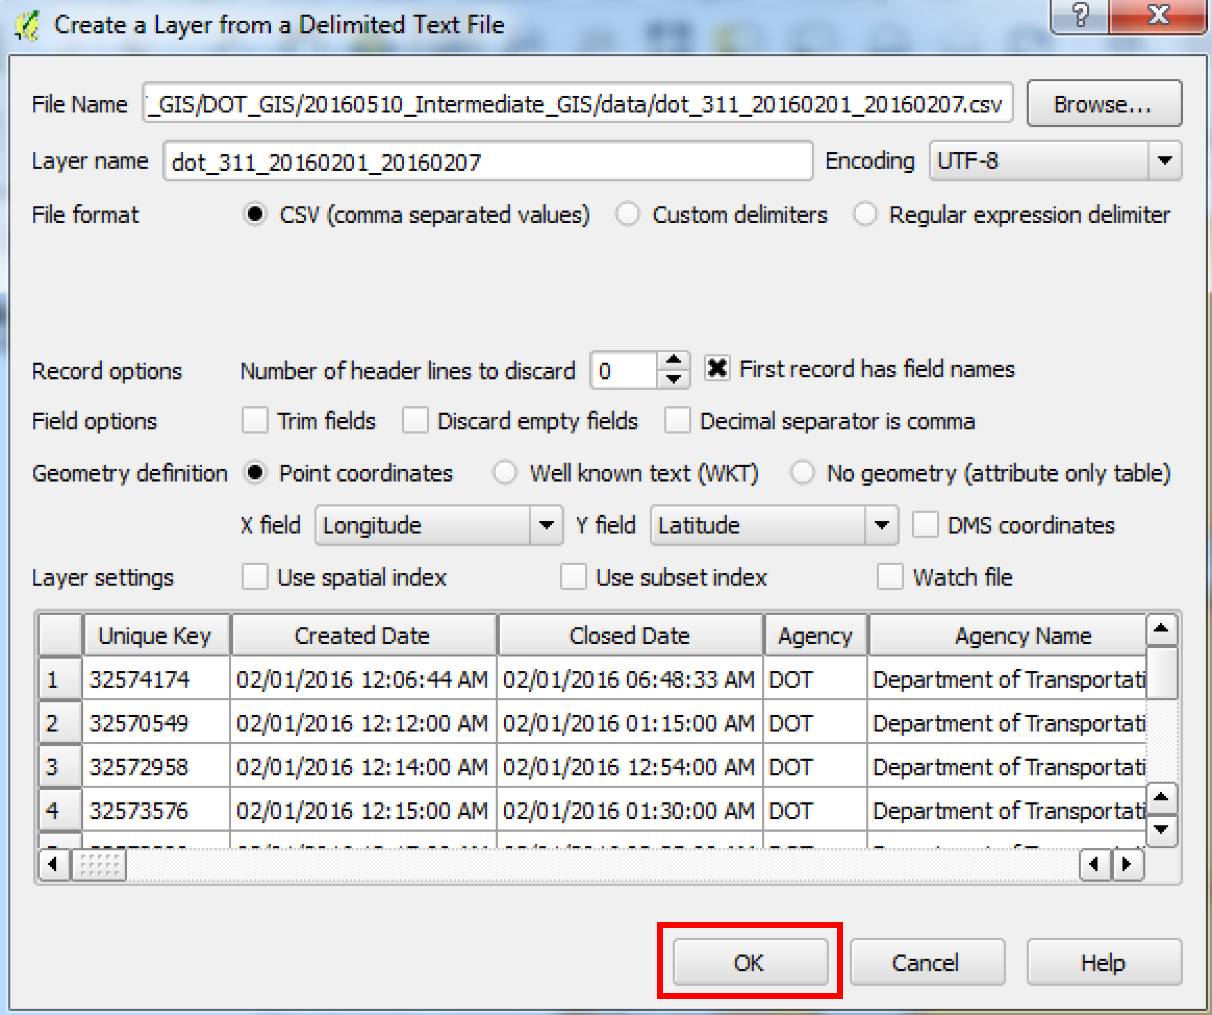 Create a Layer from a Delimited Text File ? X
File Name _GIS/DOT_GIS/20160510_Intermediate_GIS/data/dot_311_20160201_20160207.csv Browse...
Layer name dot_311_20160201_20160207 Encoding UTF-8
File format CSV (comma separated values) Custom delimiters Regular expression delimiter
Record options Number of header lines to discard 0 First record has field names
Field options Trim fields Discard empty fields Decimal separator is comma
Geometry definition Point coordinates Well known text (WKT) No geometry (attribute only table)
X field Longitude Y field Latitude DMS coordinates
Layer settings Use spatial index Use subset index Watch file
Unique Key Created Date Closed Date Agency Agency Name
1 32574174 02/01/2016 12:06:44 AM 02/01/2016 06:48:33 AM DOT Department of Transportati
2 32570549 02/01/2016 12:12:00 AM 02/01/2016 01:15:00 AM DOT Department of Transportati
3 32572958 02/01/2016 12:14:00 AM 02/01/2016 12:54:00 AM DOT Department of Transportati
4 32573576 02/01/2016 12:15:00 AM 02/01/2016 01:30:00 AM DOT Department of Transportati
OK Cancel Help